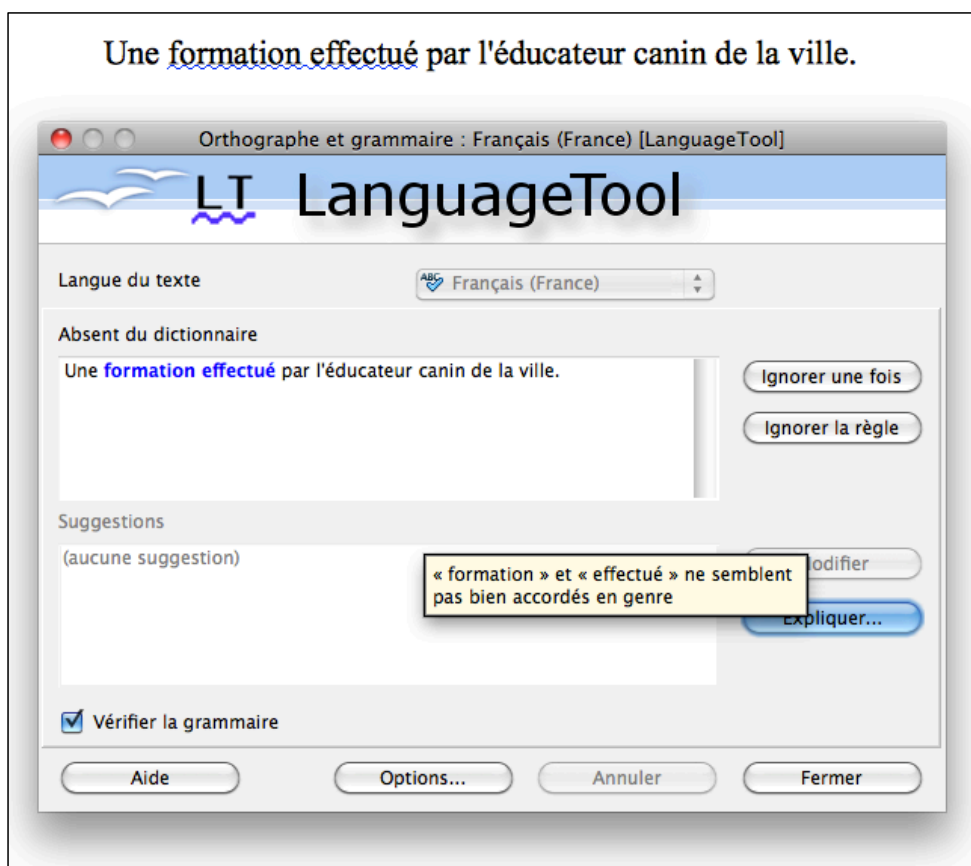 Une formation effectué par l'éducateur canin de la ville.
Orthographe et grammaire : Français (France) [LanguageTool]
LT LanguageTool
Langue du texte
ABC Français (France)
Absent du dictionnaire
Une formation effectué par l'éducateur canin de la ville.
Ignorer une fois
Ignorer la règle
Suggestions
(aucune suggestion)
« formation » et « effectué » ne semblent
pas bien accordés en genre
odifier
Expliquer...
Vérifier la grammaire
Aide
Options...
Annuler
Fermer